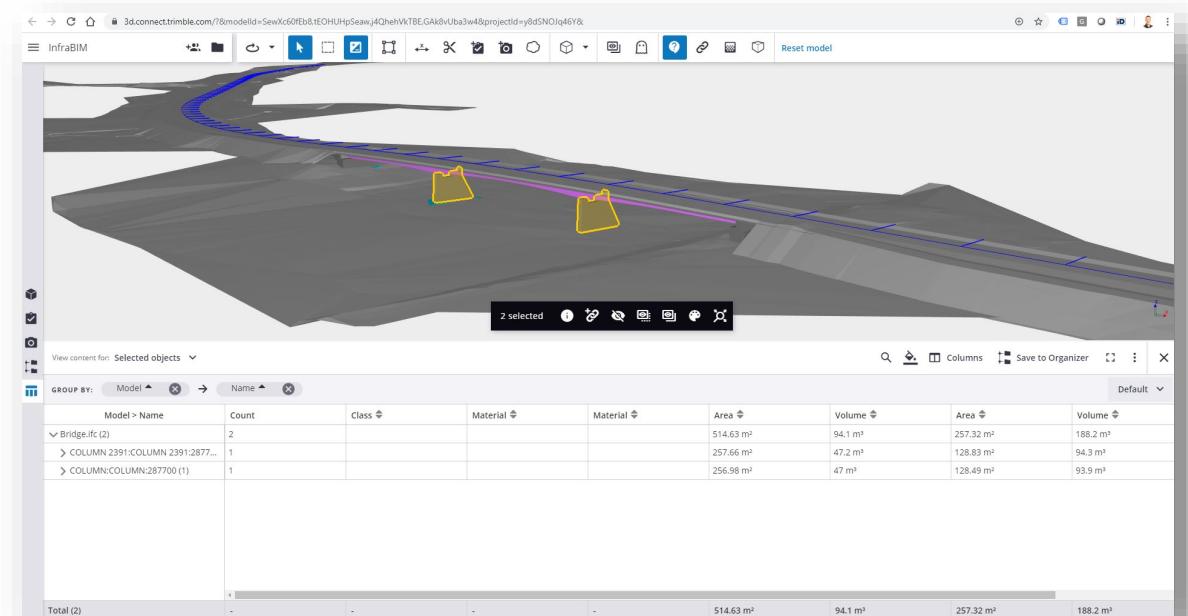 3d.connect.trimble.com/?&modelId=SewXc60fEb8.tEOHUHpSeaw.j4QhehVkTBE.GAk8vUba3w4&projectId=y8dSNOJq46Y&
InfraBIM
Reset model
2 selected
View content for: Selected objects
Columns
Save to Organizer
GROUP BY: Model Name
Default
Model > Name Count Class Material Material Area Volume Area Volume
Bridge.ifc (2) 2 514.63 m² 94.1 m³ 257.32 m² 188.2 m³
COLUMN 2391:COLUMN 2391:2877... 1 257.66 m² 47.2 m³ 128.83 m² 94.3 m³
COLUMN:COLUMN:287700 (1) 1 256.98 m² 47 m³ 128.49 m² 93.9 m³
Total (2) - - - - 514.63 m² 94.1 m³ 257.32 m² 188.2 m³